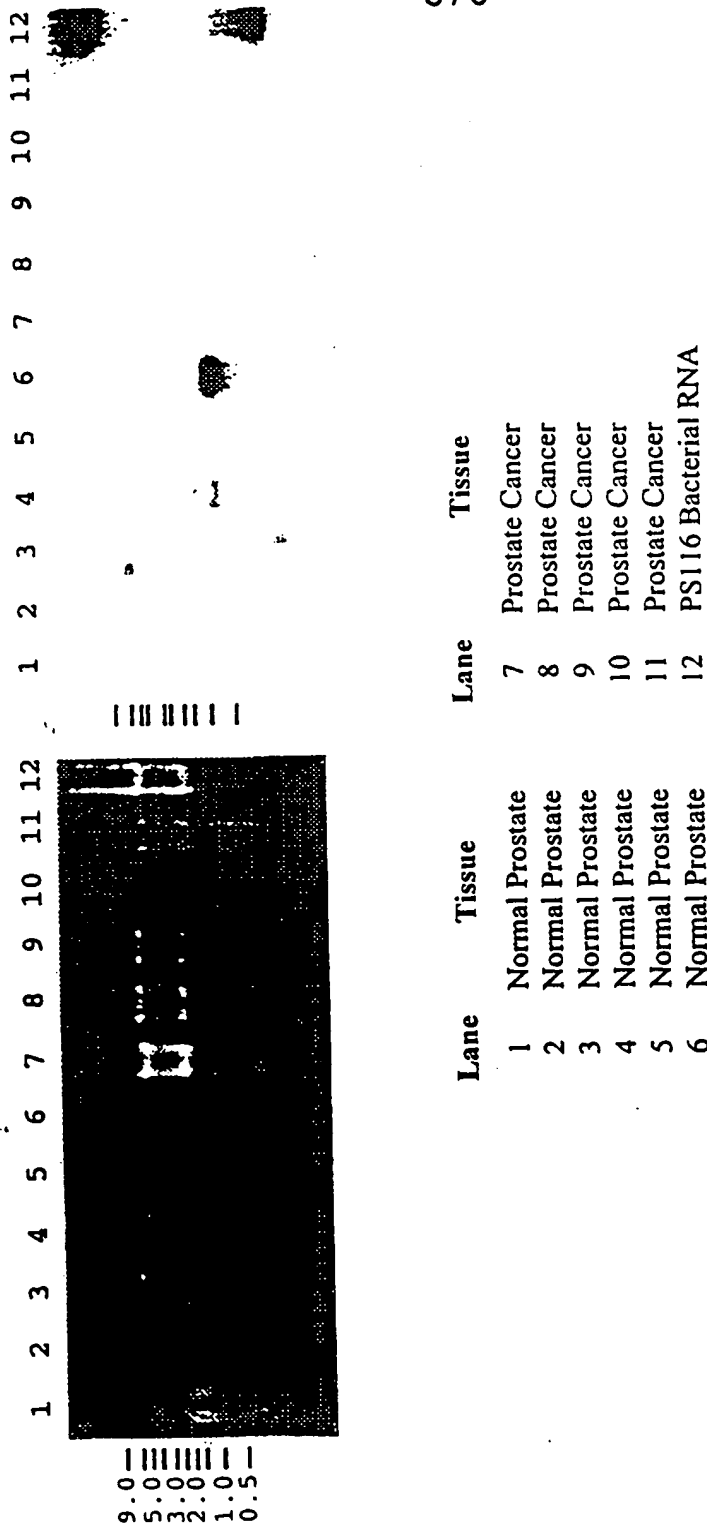 1 2 3 4 5 6 7 8 9 10 11 12 1 2 3 4 5 6 7 8 9 10 11 12
9.0
5.0
3.0
2.0
1.0
0.5
Lane Tissue Lane Tissue
1 Normal Prostate 7 Prostate Cancer
2 Normal Prostate 8 Prostate Cancer
3 Normal Prostate 9 Prostate Cancer
4 Normal Prostate 10 Prostate Cancer
5 Normal Prostate 11 Prostate Cancer
6 Normal Prostate 12 PS116 Bacterial RNA